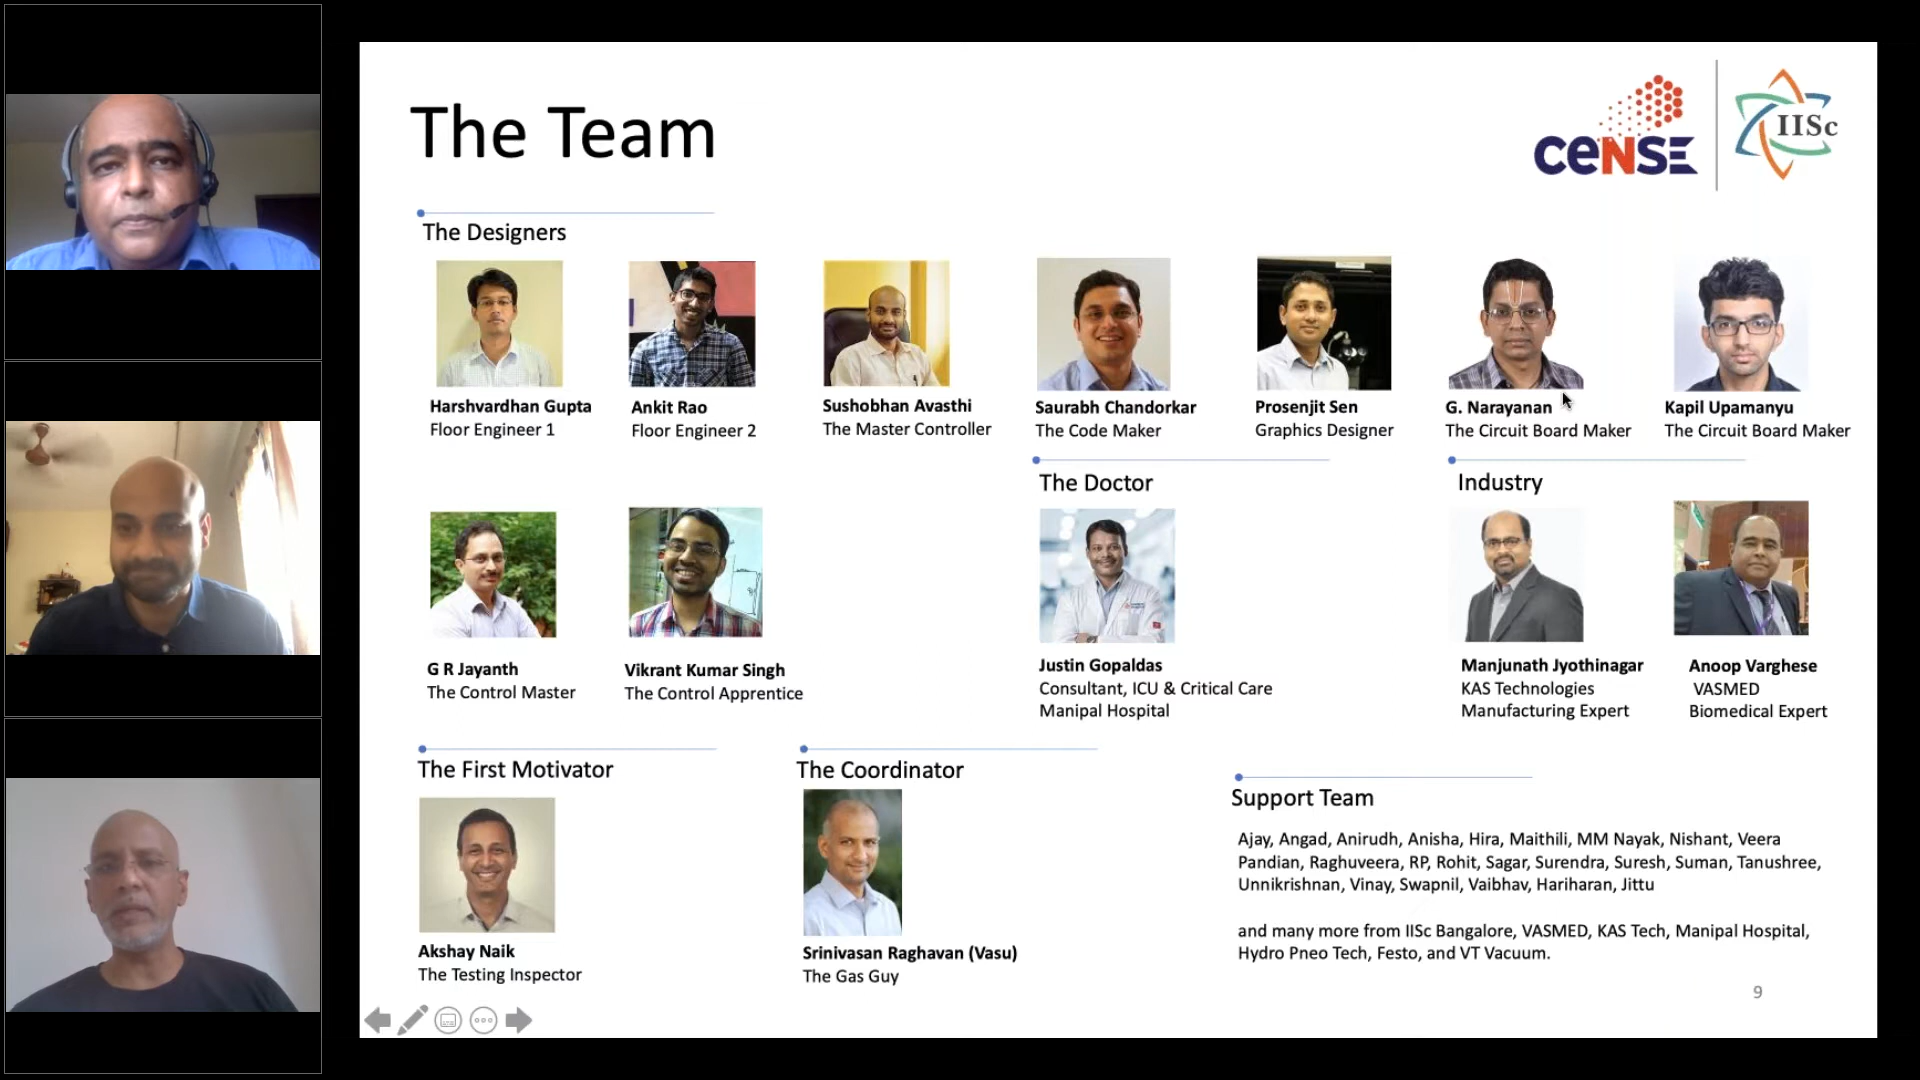 The Team
ceNSE
IISc
The Designers
Harshvardhan Gupta
Floor Engineer 1
Ankit Rao
Floor Engineer 2
Sushobhan Avasthi
The Master Controller
Saurabh Chandorkar
The Code Maker
Prosenjit Sen
Graphics Designer
G. Narayanan
The Circuit Board Maker
Kapil Upamanyu
The Circuit Board Maker
G R Jayanth
The Control Master
Vikrant Kumar Singh
The Control Apprentice
The Doctor
Justin Gopaldas
Consultant, ICU & Critical Care
Manipal Hospital
Industry
Manjunath Jyothinagar
KAS Technologies
Manufacturing Expert
Anoop Varghese
VASMED
Biomedical Expert
The First Motivator
Akshay Naik
The Testing Inspector
The Coordinator
Srinivasan Raghavan (Vasu)
The Gas Guy
Support Team
Ajay, Angad, Anirudh, Anisha, Hira, Maithili, MM Nayak, Nishant, Veera
Pandian, Raghuveera, RP, Rohit, Sagar, Surendra, Suresh, Suman, Tanushree,
Unnikrishnan, Vinay, Swapnil, Vaibhav, Hariharan, Jittu
and many more from IISc Bangalore, VASMED, KAS Tech, Manipal Hospital,
Hydro Pneo Tech, Festo, and VT Vacuum.
9